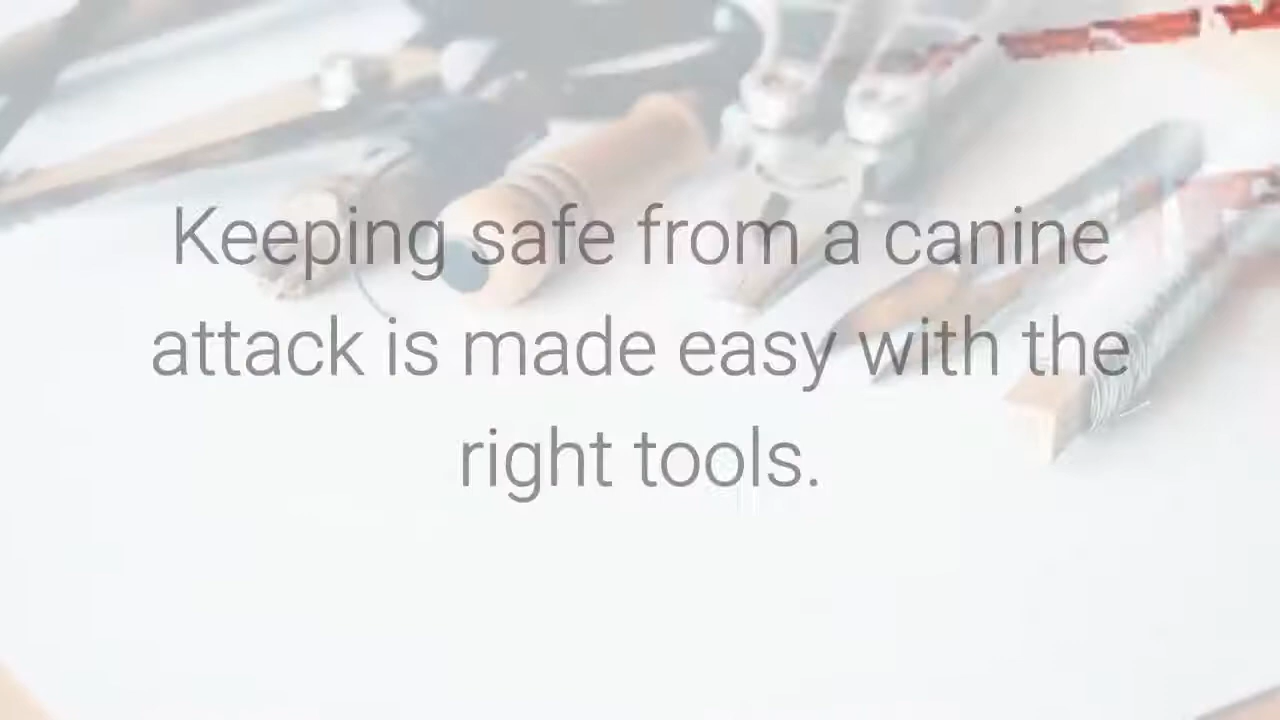 Keeping safe from a canine
attack is made easy with the
right tools.